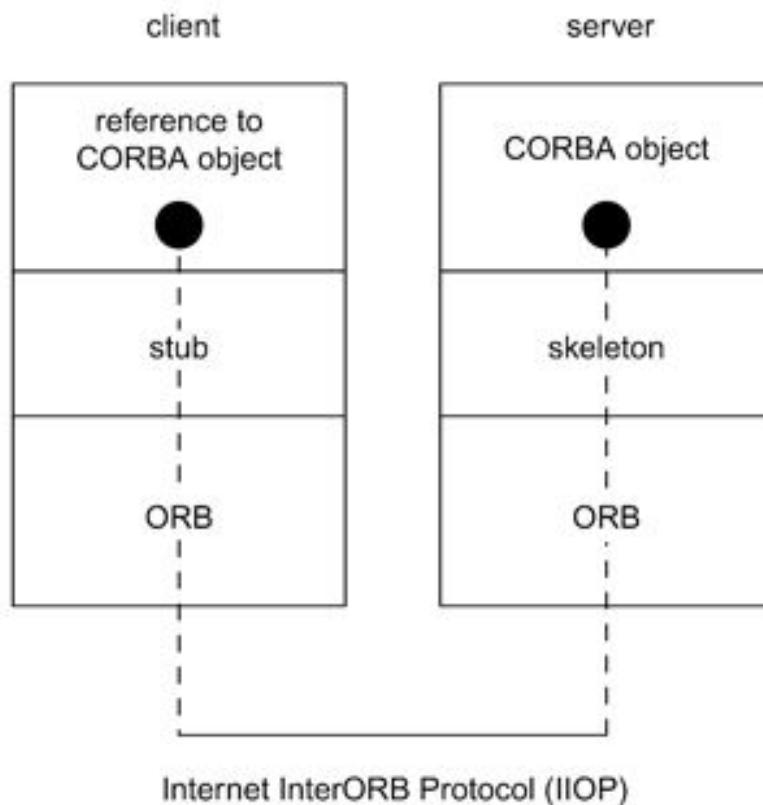 client
server
reference to
CORBA object
CORBA object
stub
skeleton
ORB
ORB
Internet InterORB Protocol (IIOP)